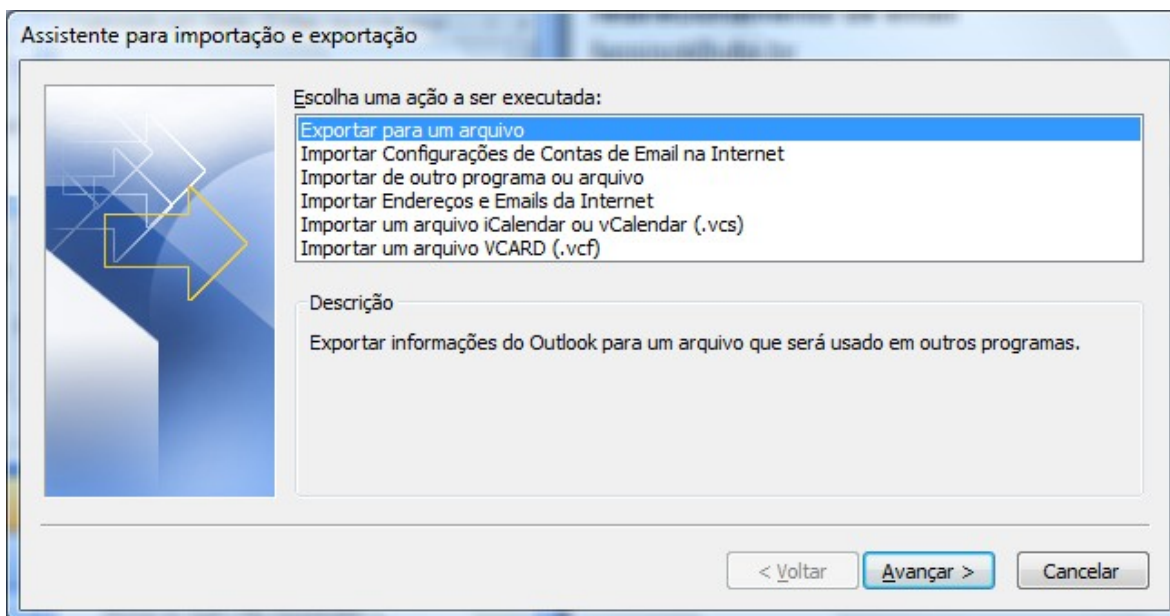 Assistente para importação e exportação
Escolha uma ação a ser executada:
Exportar para um arquivo
Importar Configurações de Contas de Email na Internet
Importar de outro programa ou arquivo
Importar Endereços e Emails da Internet
Importar um arquivo iCalendar ou vCalendar (.vcs)
Importar um arquivo VCARD (.vcf)
Descrição
Exportar informações do Outlook para um arquivo que será usado em outros programas.
< Voltar
Avançar >
Cancelar